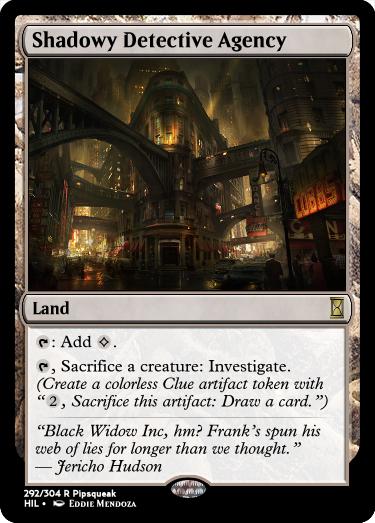 Shadowy Detective Agency
Land
: Add .
, Sacrifice a creature: Investigate.
(Create a colorless Clue artifact token with
“2, Sacrifice this artifact: Draw a card.”)
“Black Widow Inc, hm? Frank's spun his
web of lies for longer than we thought.”
— Jericho Hudson
292/304 R Pipsqueak
HIL • Eddie Mendoza